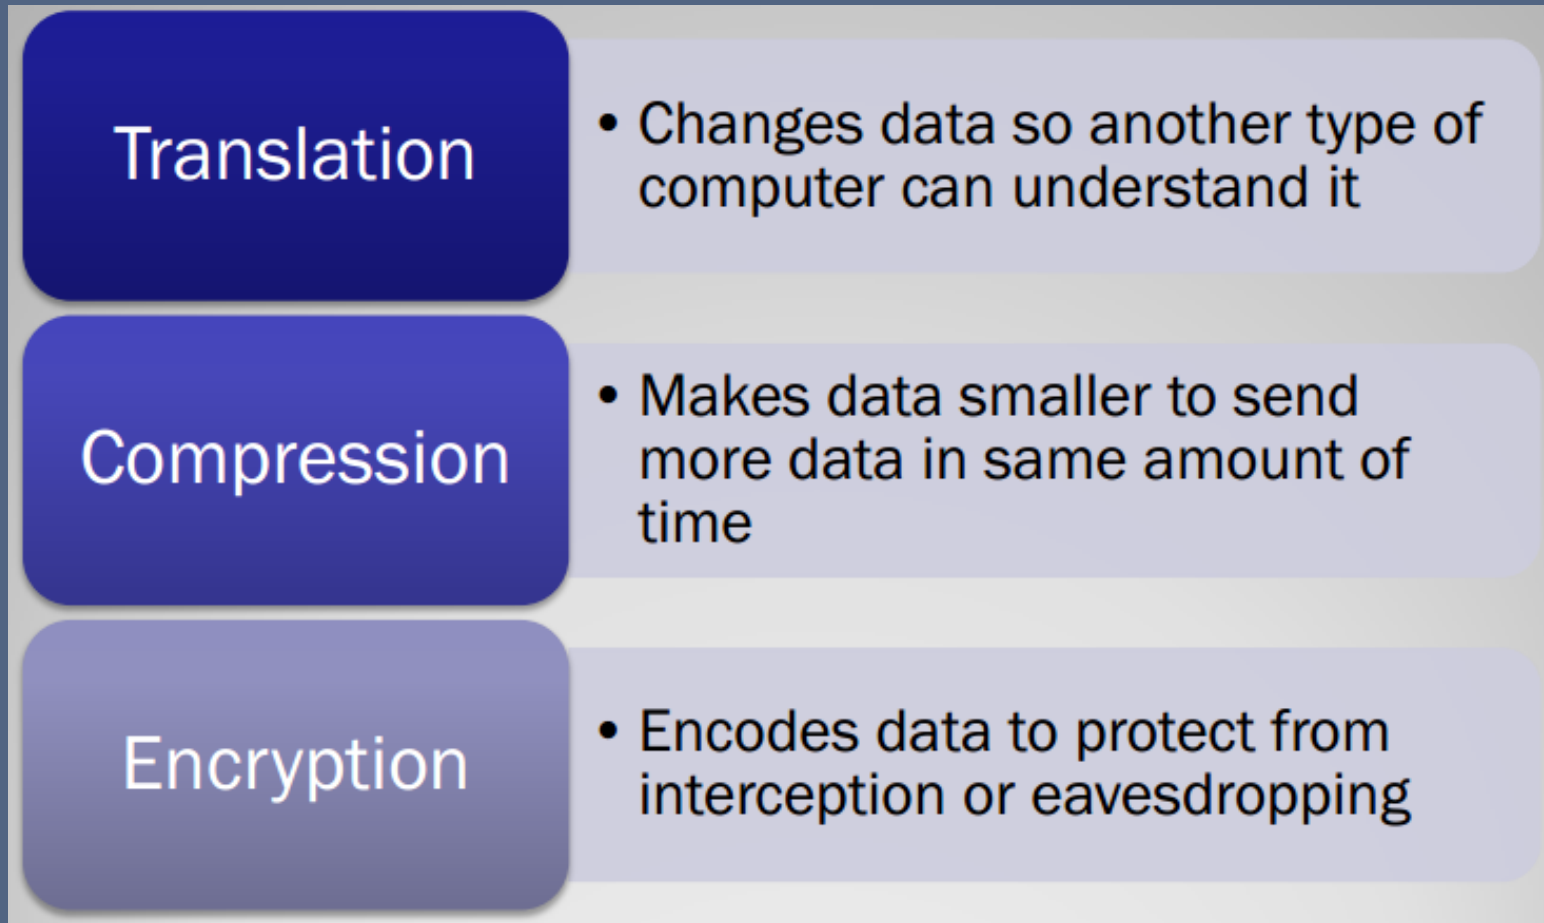 Translation
• Changes data so another type of
computer can understand it
Compression
• Makes data smaller to send
more data in same amount of
time
Encryption
• Encodes data to protect from
interception or eavesdropping